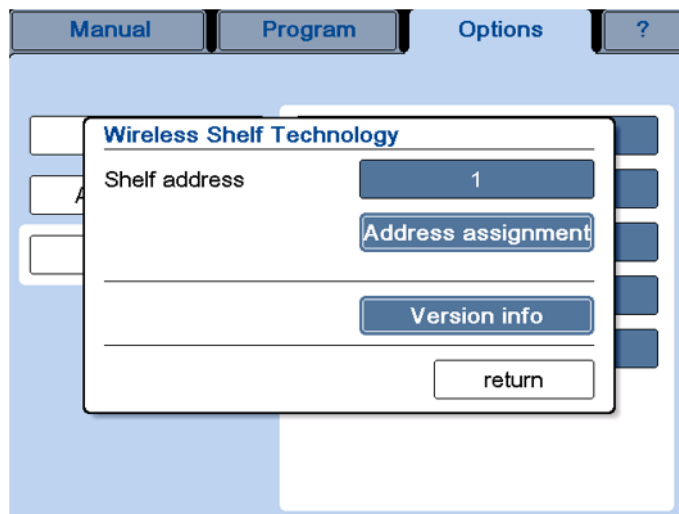 Manual
Program
Options
?
Wireless Shelf Technology
Shelf address
1
Address assignment
Version info
return